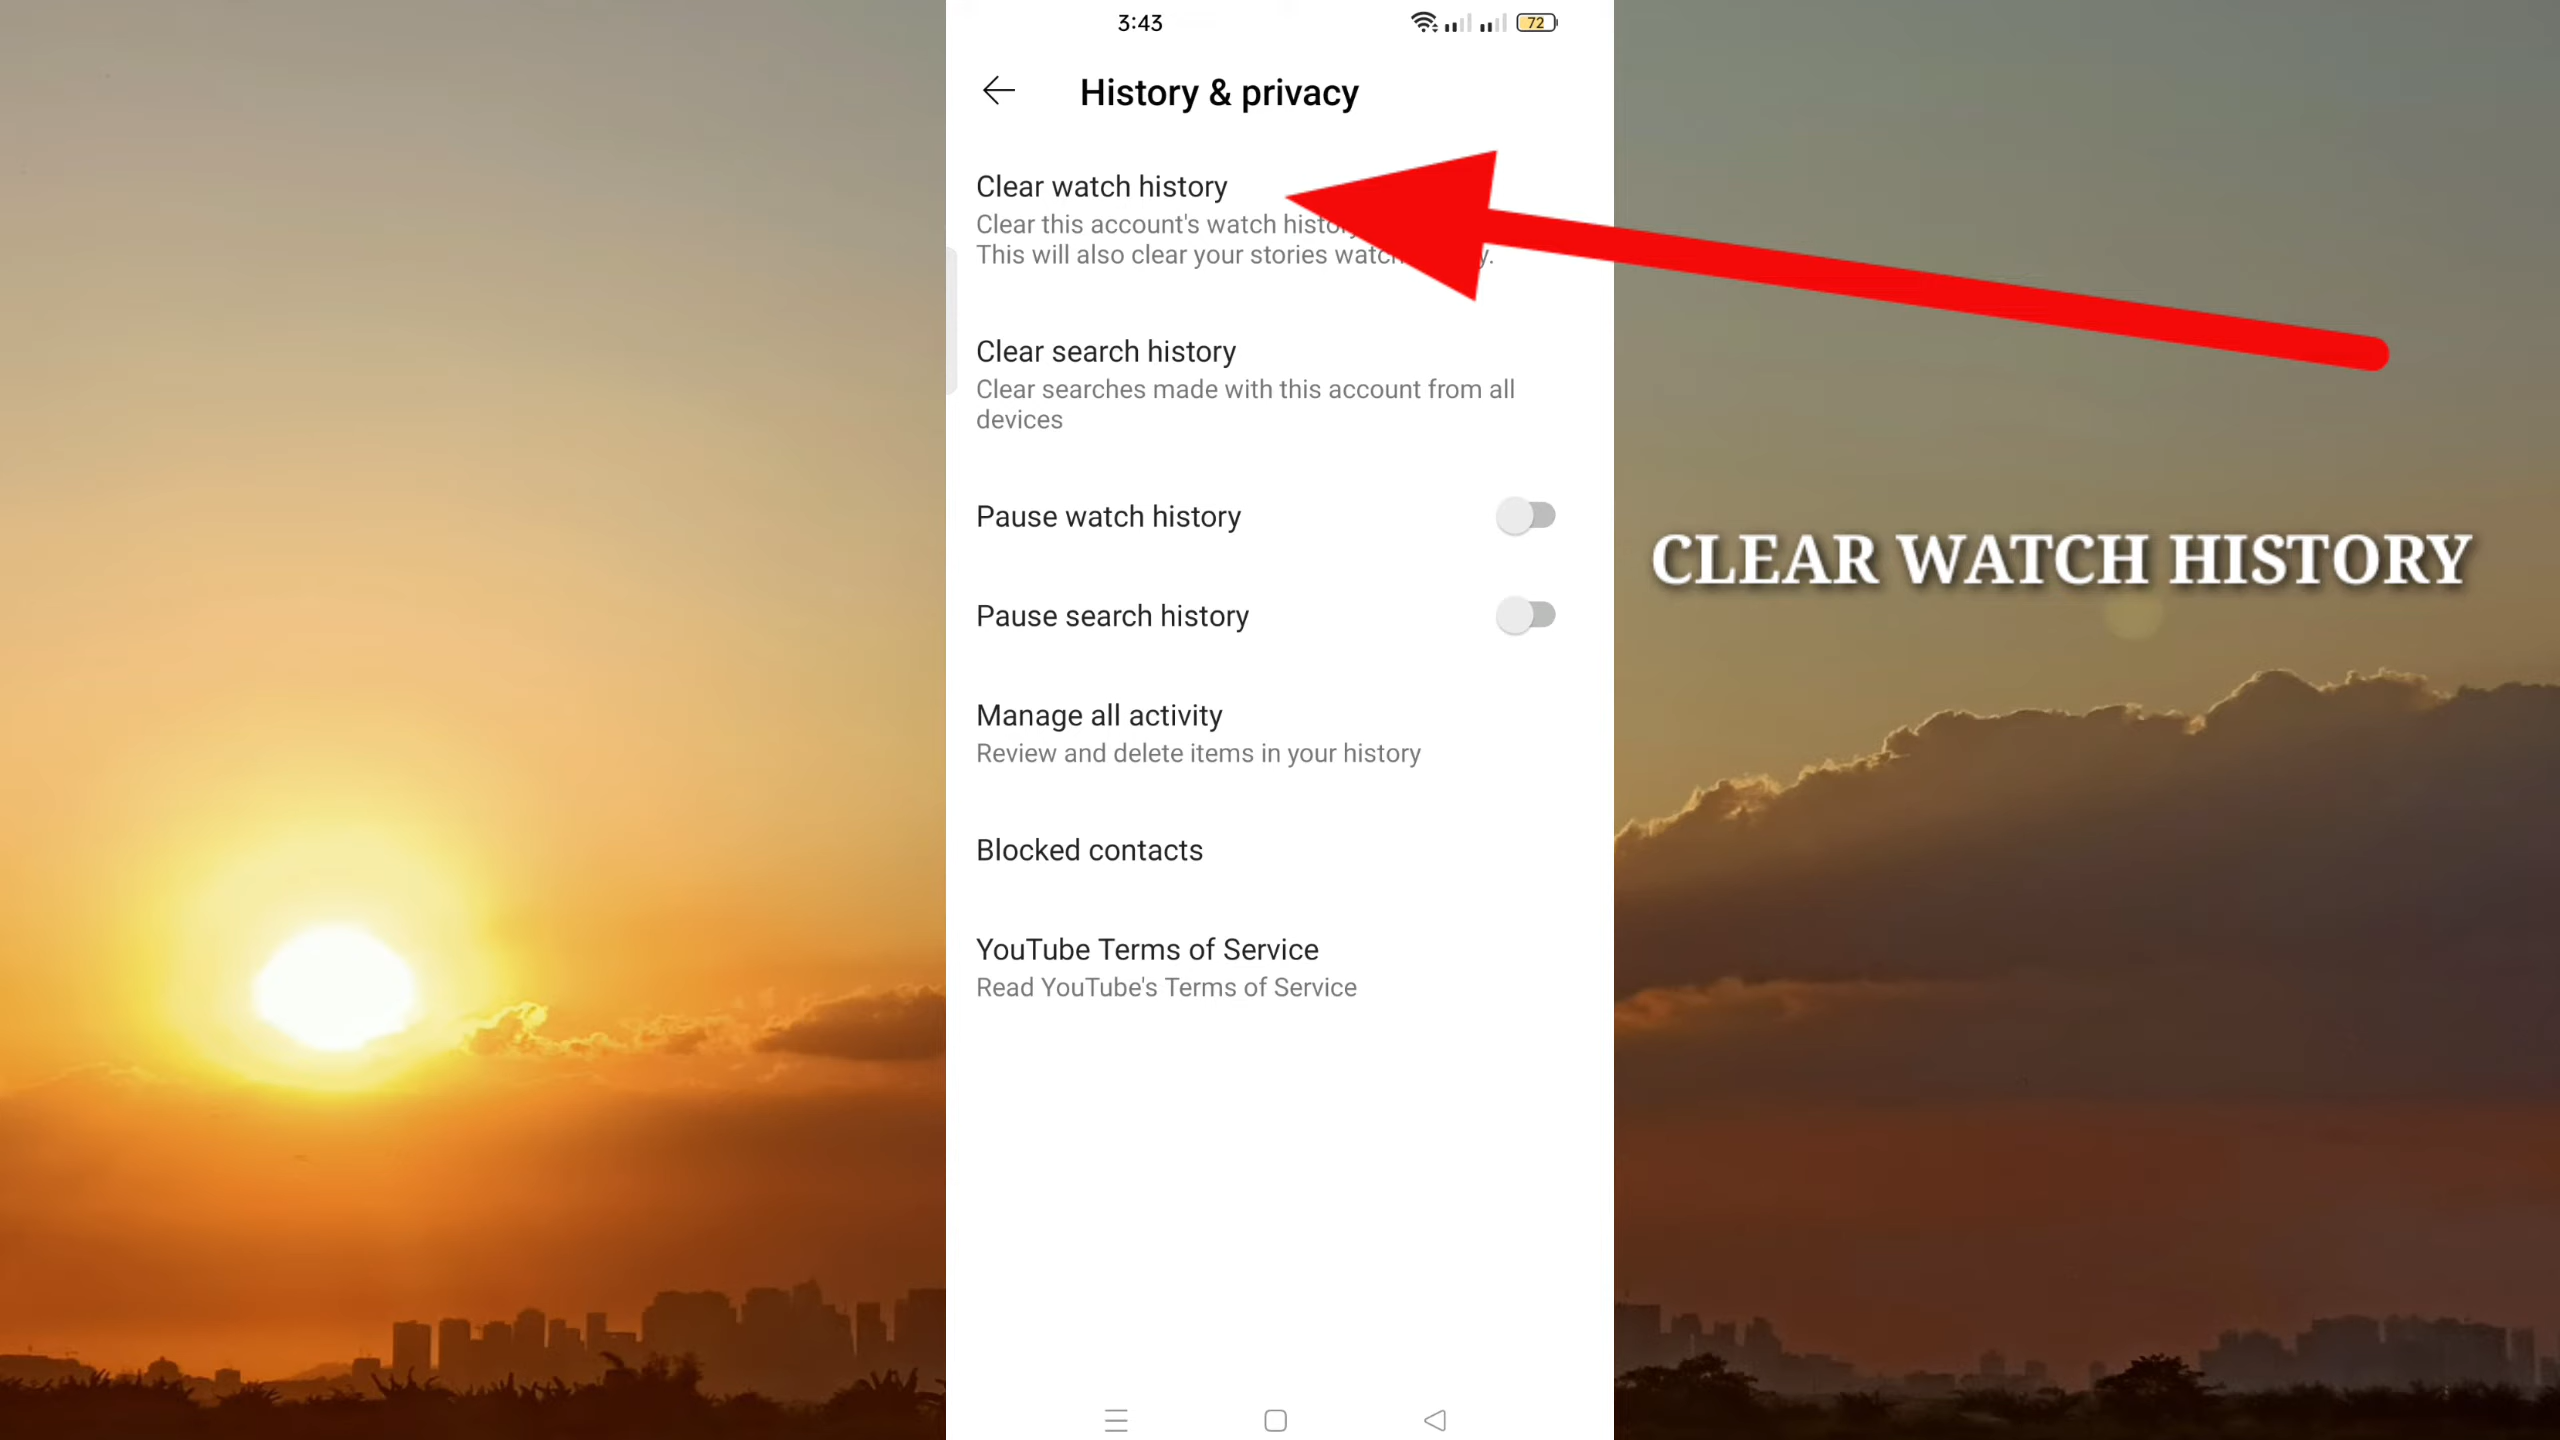 3:43
72
History & privacy
Clear watch history
Clear this account's watch
This will also clear your stories
Clear search history
Clear searches made with this account from all
devices
Pause watch history
Pause search history
CLEAR WATCH HISTORY
Manage all activity
Review and delete items in your history
Blocked contacts
YouTube Terms of Service
Read YouTube's Terms of Service